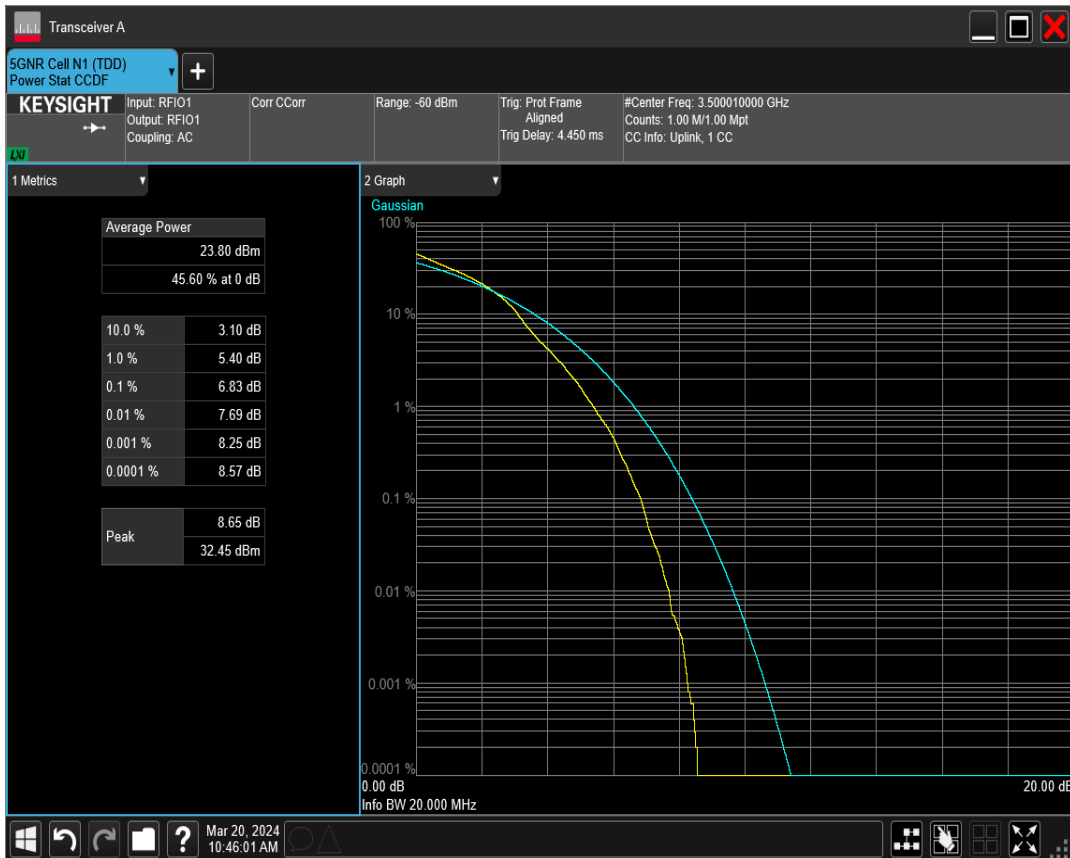 Transceiver A
5GNR Cell N1 (TDD)
Power Stat CCDF
+
KEYSIGHT
LXI
Input: RFIO1
Output: RFIO1
Coupling: AC
Corr CCorr
Range: -60 dBm
Trig: Prot Frame
Aligned
Trig Delay: 4.450 ms
#Center Freq: 3.500010000 GHz
Counts: 1.00 M/1.00 Mpt
CC Info: Uplink, 1 CC
1 Metrics
Average Power
23.80 dBm
45.60 % at 0 dB
10.0 % 3.10 dB
1.0 % 5.40 dB
0.1 % 6.83 dB
0.01 % 7.69 dB
0.001 % 8.25 dB
0.0001 % 8.57 dB
Peak
8.65 dB
32.45 dBm
2 Graph
Gaussian
100 %
10 %
1 %
0.1 %
0.01 %
0.001 %
0.0001 %
0.00 dB 20.00 dB
Info BW 20.000 MHz
?
Mar 20, 2024
10:46:01 AM